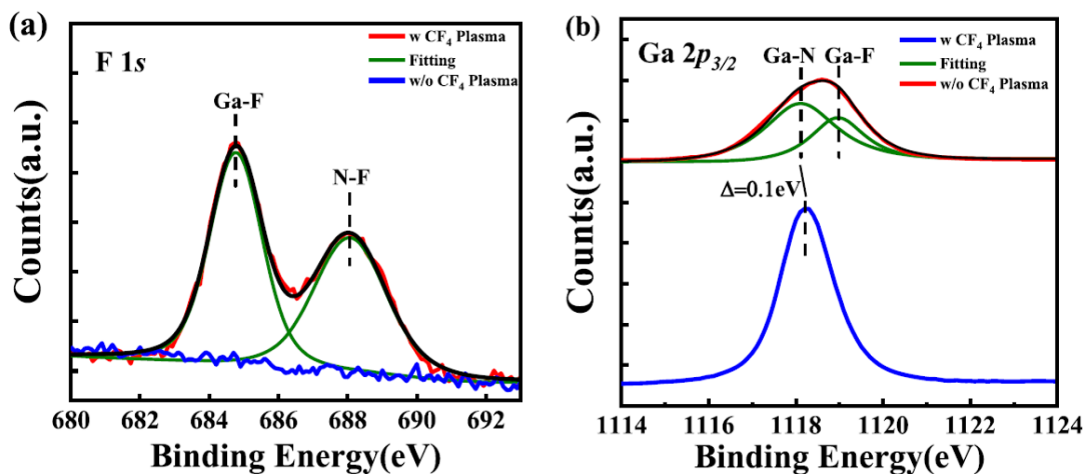 (a)
F 1s
w CF₄ Plasma
Fitting
w/o CF₄ Plasma
Ga-F
N-F
Counts(a.u.)
680 682 684 686 688 690 692
Binding Energy(eV)
(b)
Ga 2p₃/₂
w CF₄ Plasma
Fitting
w/o CF₄ Plasma
Ga-N Ga-F
Δ=0.1eV
Counts(a.u.)
1114 1116 1118 1120 1122 1124
Binding Energy(eV)